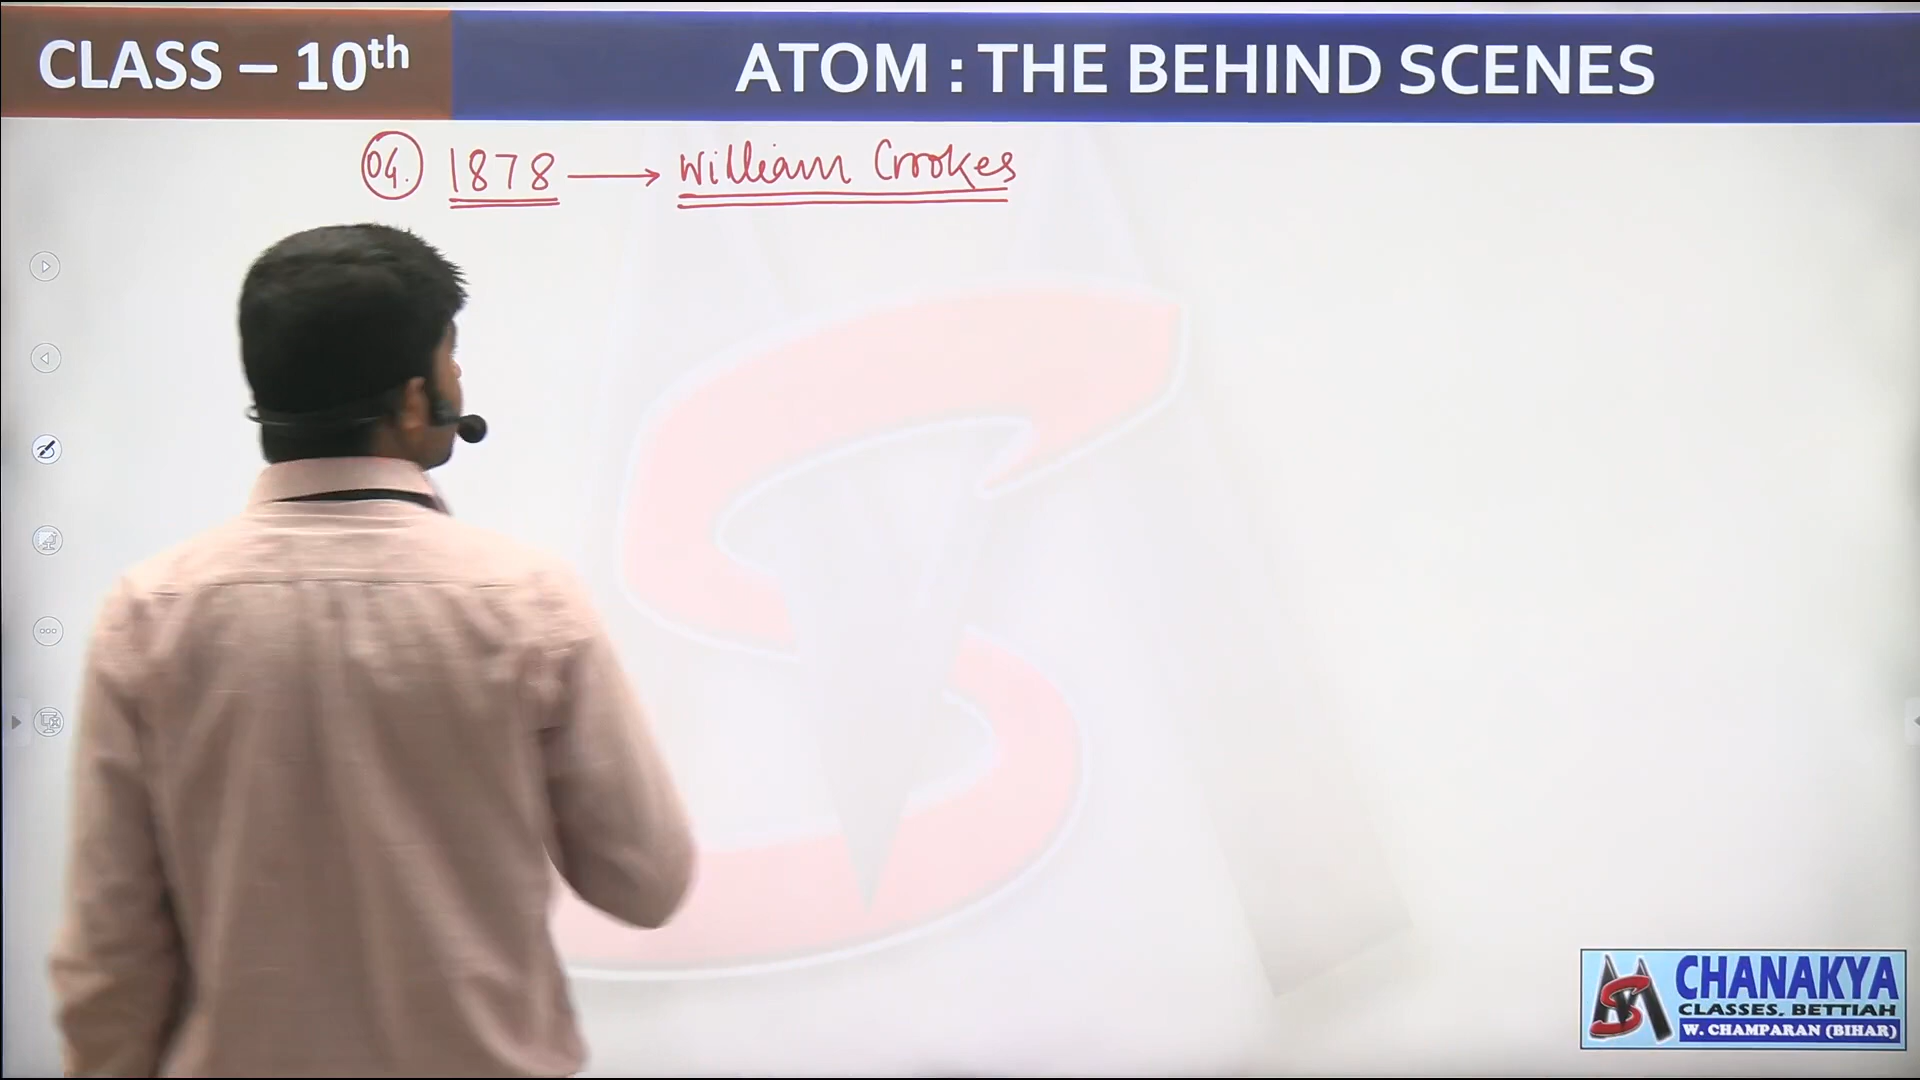 CLASS – 10th
ATOM : THE BEHIND SCENES
04. 1878 → William Crookes
CHANAKYA
CLASSES, BETTIAH
W. CHAMPARAN (BIHAR)